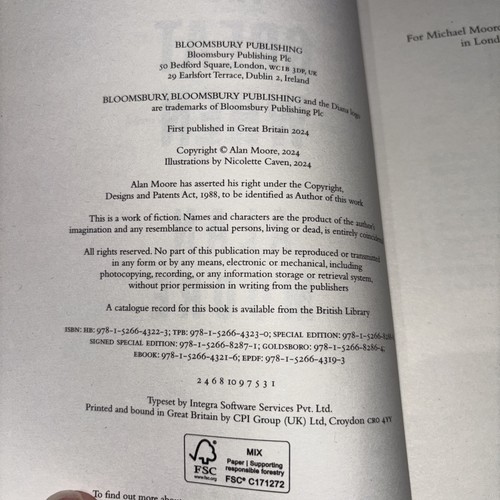 BLOOMSBURY PUBLISHING
Bloomsbury Publishing Plc
50 Bedford Square, London, WC1B 3DP, UK
29 Earlsfort Terrace, Dublin 2, Ireland
BLOOMSBURY, BLOOMSBURY PUBLISHING and the Diana logo
are trademarks of Bloomsbury Publishing Plc
First published in Great Britain 2024
Copyright © Alan Moore, 2024
Illustrations by Nicolette Caven, 2024
Alan Moore has asserted his right under the Copyright,
Designs and Patents Act, 1988, to be identified as Author of this work
This is a work of fiction. Names and characters are the product of the author's
imagination and any resemblance to actual persons, living or dead, is entirely
All rights reserved. No part of this publication may be reproduced or transmitted
in any form or by any means, electronic or mechanical, including
photocopying, recording, or any information storage or retrieval system,
without prior permission in writing from the publishers
A catalogue record for this book is available from the British Library
ISBN: HB: 978-1-5266-4322-3; TPB: 978-1-5266-4323-0; SPECIAL EDITION:
SIGNED SPECIAL EDITION: 978-1-5266-8287-1; GOLDSBORO: 978-1-5266-8286-4;
EBOOK: 978-1-5266-4321-6; EPDF: 978-1-5266-4319-3
2 4 6 8 10 9 7 5 3 1
Typeset by Integra Software Services Pvt. Ltd.
Printed and bound in Great Britain by CPI Group (UK) Ltd, Croydon CR0 4YY
FSC
www.fsc.org
MIX
Paper | Supporting
responsible forestry
FSC® C171272
To find out more about
For Michael
in